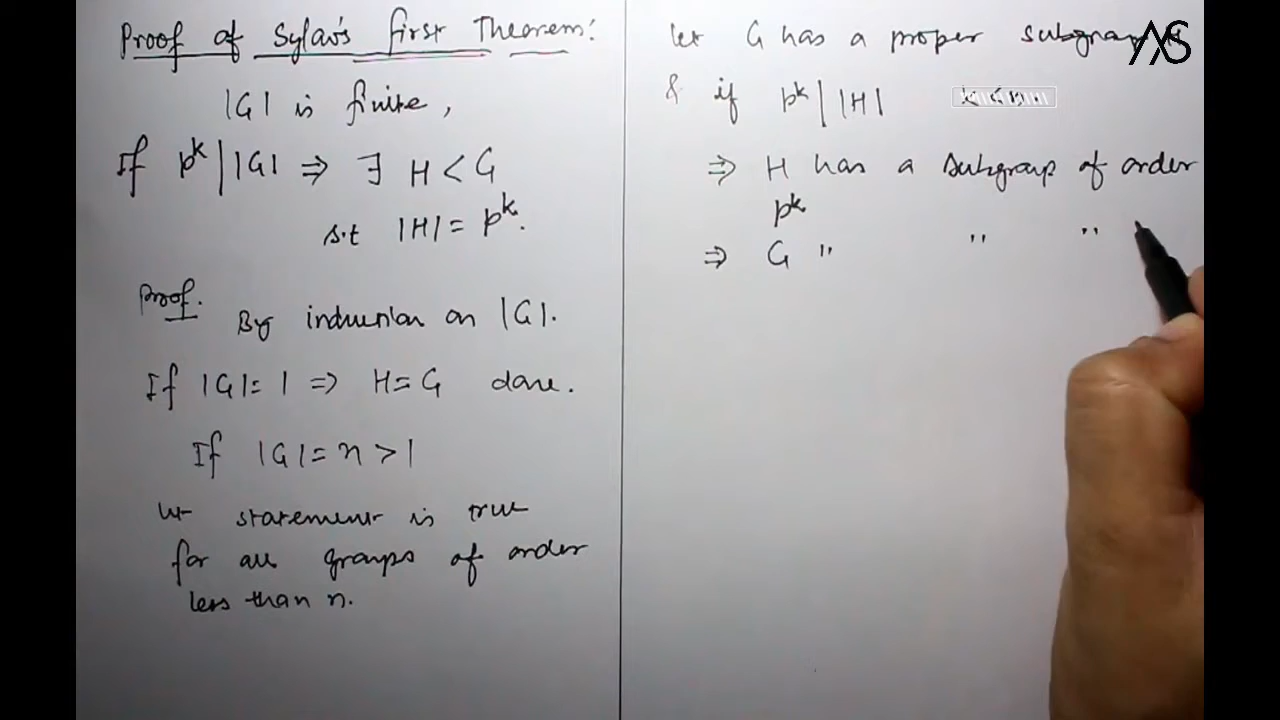 Proof of Sylow's first Theorem:
|G| is finite,
If p^k | |G| ⇒ ∃ H < G
s.t |H| = p^k.
Proof. By induction on |G|.
If |G| = 1 ⇒ H = G done.
If |G| = n > 1
let statement is true
for all groups of order
less than n.
let G has a proper subgroup
AS
& if p^k | |H|
⇒ H has a subgroup of order
p^k
⇒ G " " "